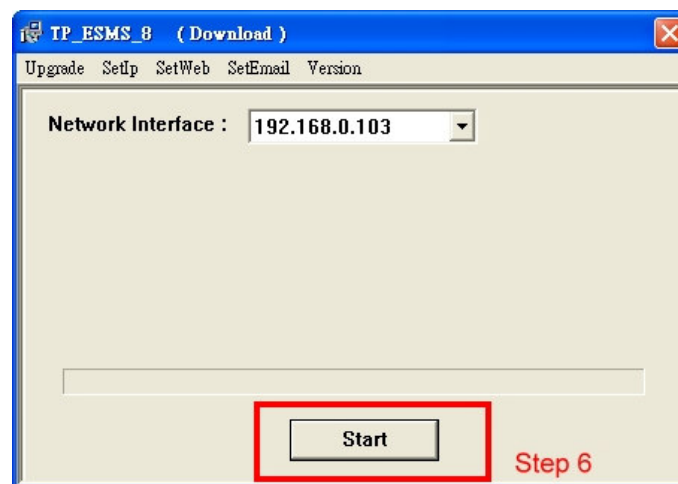 TP_ESMS_8 ( Download )
Upgrade SetIp SetWeb SetEmail Version
Network Interface : 192.168.0.103
Start
Step 6